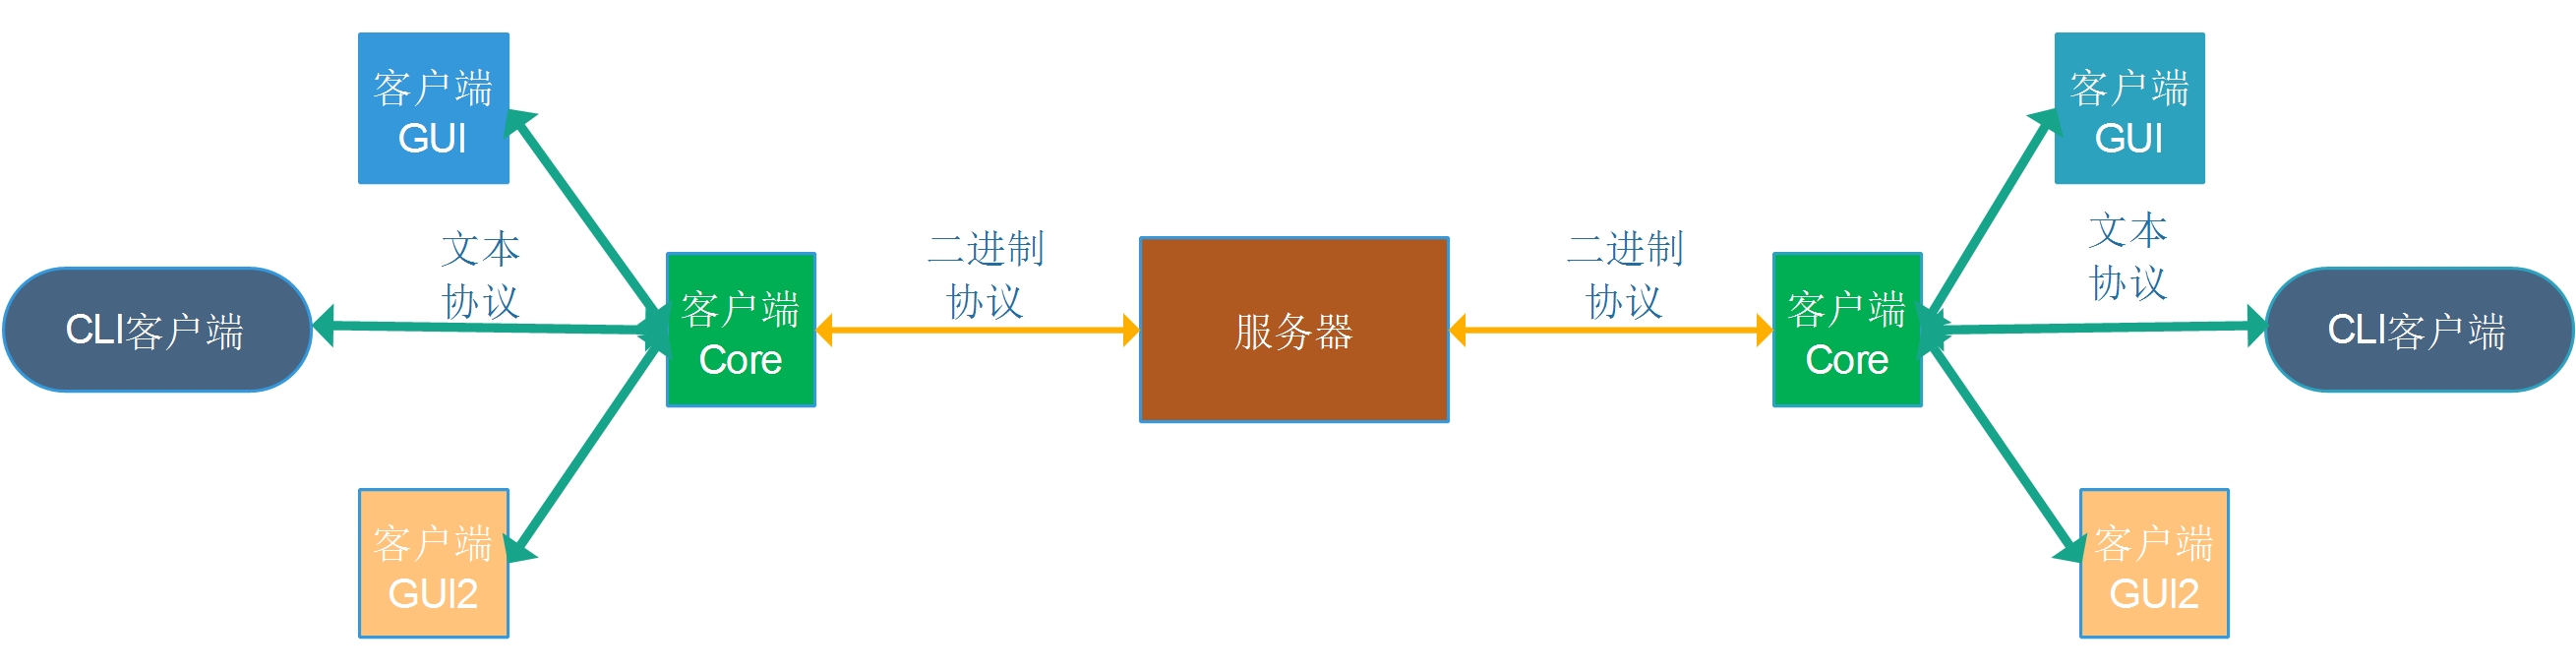 客户端
GUI
客户端
GUI
文本
协议
二进制
协议
二进制
协议
文本
协议
CLI客户端
客户端
Core
服务器
客户端
Core
CLI客户端
客户端
GUI2
客户端
GUI2